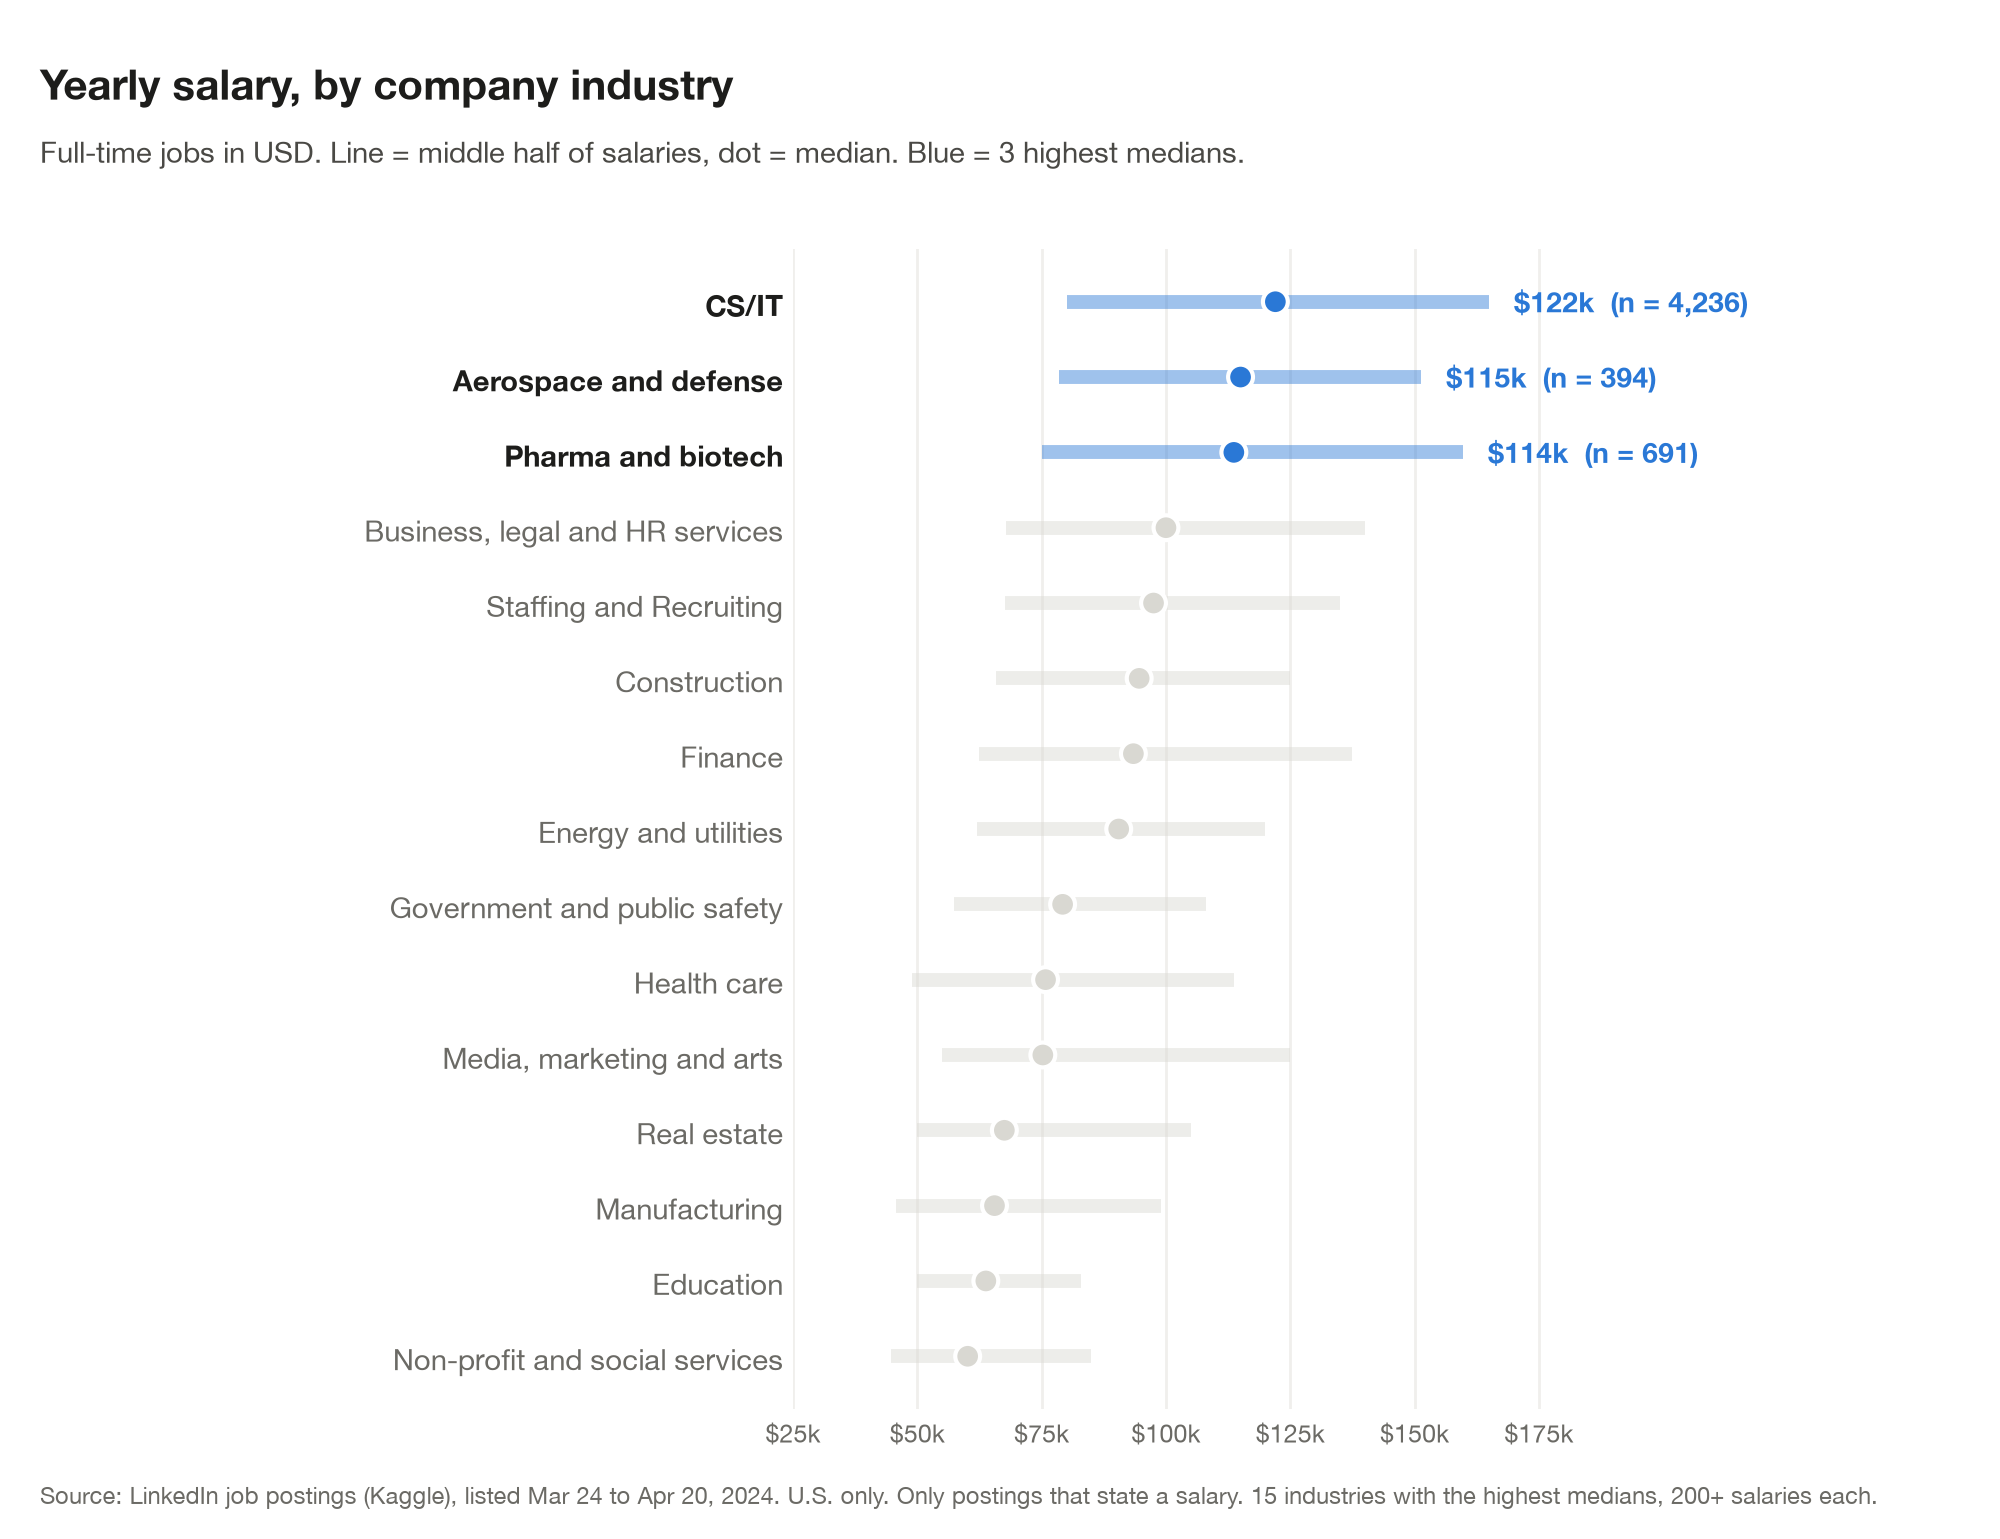 Yearly salary, by company industry
Full-time jobs in USD. Line = middle half of salaries, dot = median. Blue = 3 highest medians.
CS/IT $122k (n = 4,236)
Aerospace and defense $115k (n = 394)
Pharma and biotech $114k (n = 691)
Business, legal and HR services
Staffing and Recruiting
Construction
Finance
Energy and utilities
Government and public safety
Health care
Media, marketing and arts
Real estate
Manufacturing
Education
Non-profit and social services
$25k $50k $75k $100k $125k $150k $175k
Source: LinkedIn job postings (Kaggle), listed Mar 24 to Apr 20, 2024. U.S. only. Only postings that state a salary. 15 industries with the highest medians, 200+ salaries each.